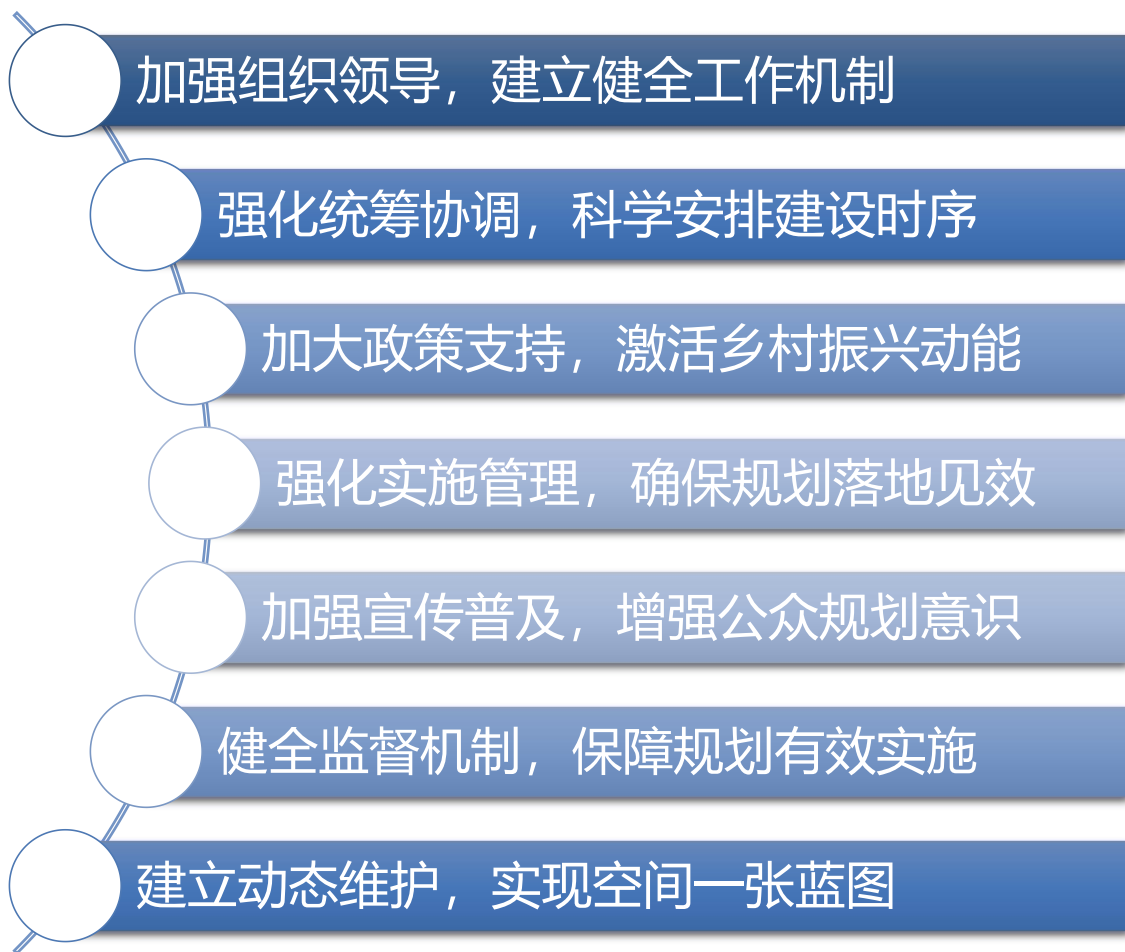 加强组织领导，建立健全工作机制
强化统筹协调，科学安排建设时序
加大政策支持，激活乡村振兴动能
强化实施管理，确保规划落地见效
加强宣传普及，增强公众规划意识
健全监督机制，保障规划有效实施
建立动态维护，实现空间一张蓝图